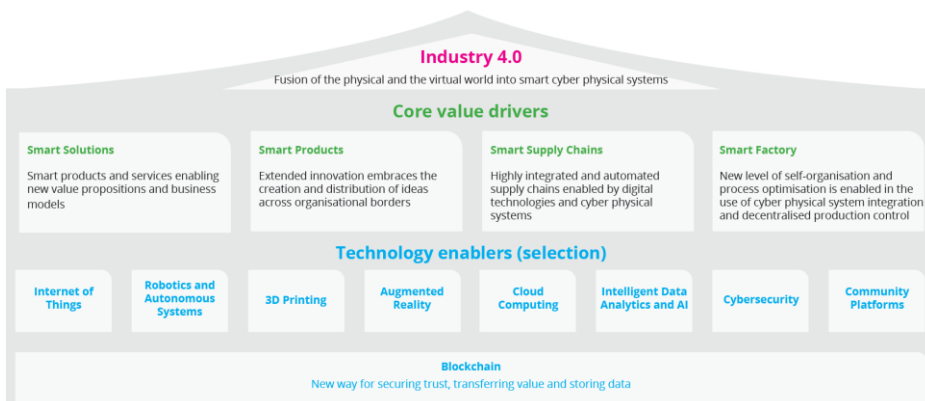 Industry 4.0
Fusion of the physical and the virtual world into smart cyber physical systems
Core value drivers
Smart Solutions
Smart products and services enabling
new value propositions and business
models
Smart Products
Extended innovation embraces the
creation and distribution of ideas
across organisational borders
Smart Supply Chains
Highly integrated and automated
supply chains enabled by digital
technologies and cyber physical
systems
Smart Factory
New level of self-organisation and
process optimisation is enabled in the
use of cyber physical system integration
and decentralised production control
Technology enablers (selection)
Internet of
Things
Robotics and
Autonomous
Systems
3D Printing
Augmented
Reality
Cloud
Computing
Intelligent Data
Analytics and AI
Cybersecurity
Community
Platforms
Blockchain
New way for securing trust, transferring value and storing data